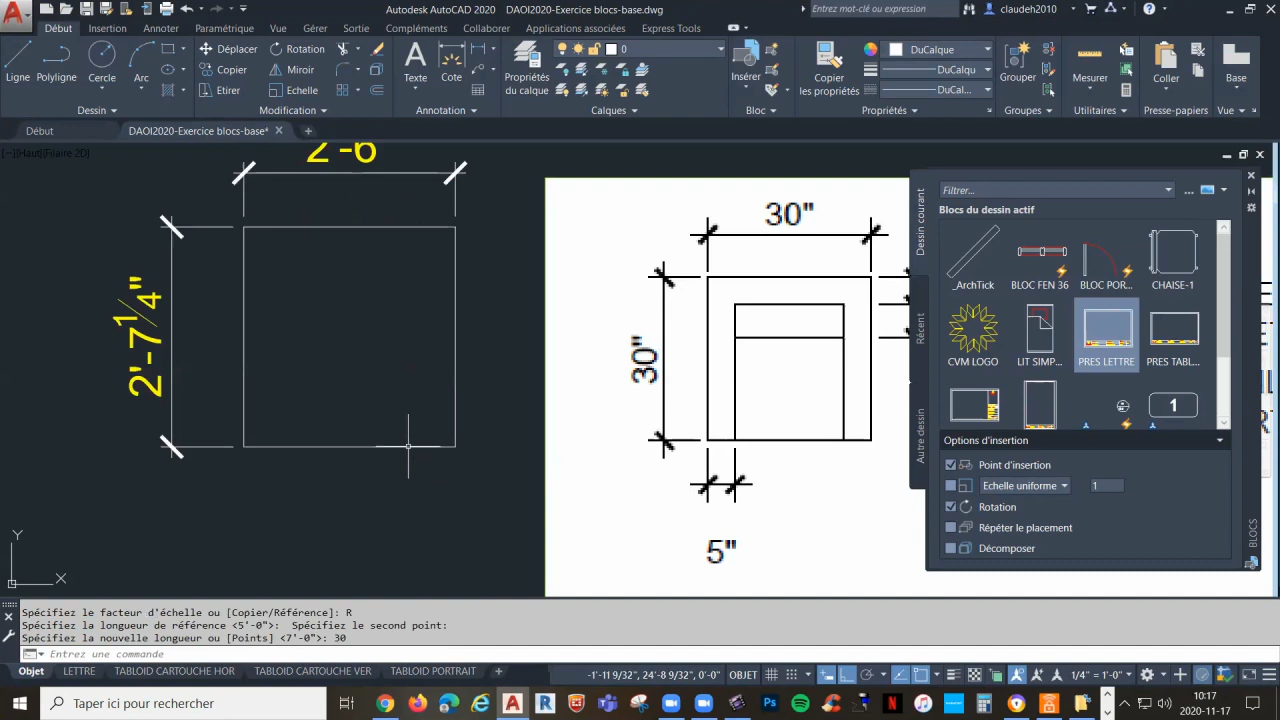 Autodesk AutoCAD 2020 DAOI2020-Exercice blocs-base.dwg
Entrez mot-clé ou expression
claudeh2010
Début Insertion Annoter Paramétrique Vue Gérer Sortie Compléments Collaborer Applications associées Express Tools
Ligne Polyligne Cercle Arc
Déplacer Rotation
Copier Miroir
Etirer Echelle
Texte Cote
Propriétés du calque
0
Insérer
Copier les propriétés
DuCalque
DuCalqu
DuCal...
Grouper
Mesurer
Coller
Base
Dessin Modification Annotation Calques Bloc Propriétés Groupes Utilitaires Presse-papiers Vue
Début DAOI2020-Exercice blocs-base*
[−][Haut][Filaire 2D]
2'-6
2'-7 1/4"
30"
30"
5"
Y
X
Filtrer...
Blocs du dessin actif
Dessin courant
Récent
Autre dessin
_ArchTick BLOC FEN 36 BLOC POR... CHAISE-1
CVM LOGO LIT SIMP... PRES LETTRE PRES TABL...
1
Options d'insertion
Point d'insertion
Echelle uniforme 1
Rotation
Répéter le placement
Décomposer
BLOCS
Spécifiez le facteur d'échelle ou [Copier/Référence]: R
Spécifiez la longueur de référence <5'-0">: Spécifiez le second point:
Spécifiez la nouvelle longueur ou [Points] <7'-0">: 30
Entrez une commande
Objet LETTRE TABLOID CARTOUCHE HOR TABLOID CARTOUCHE VER TABLOID PORTRAIT
-1'-11 9/32", 24'-8 9/32", 0'-0" OBJET
1/4" = 1'-0"
Taper ici pour rechercher
10:17
2020-11-17